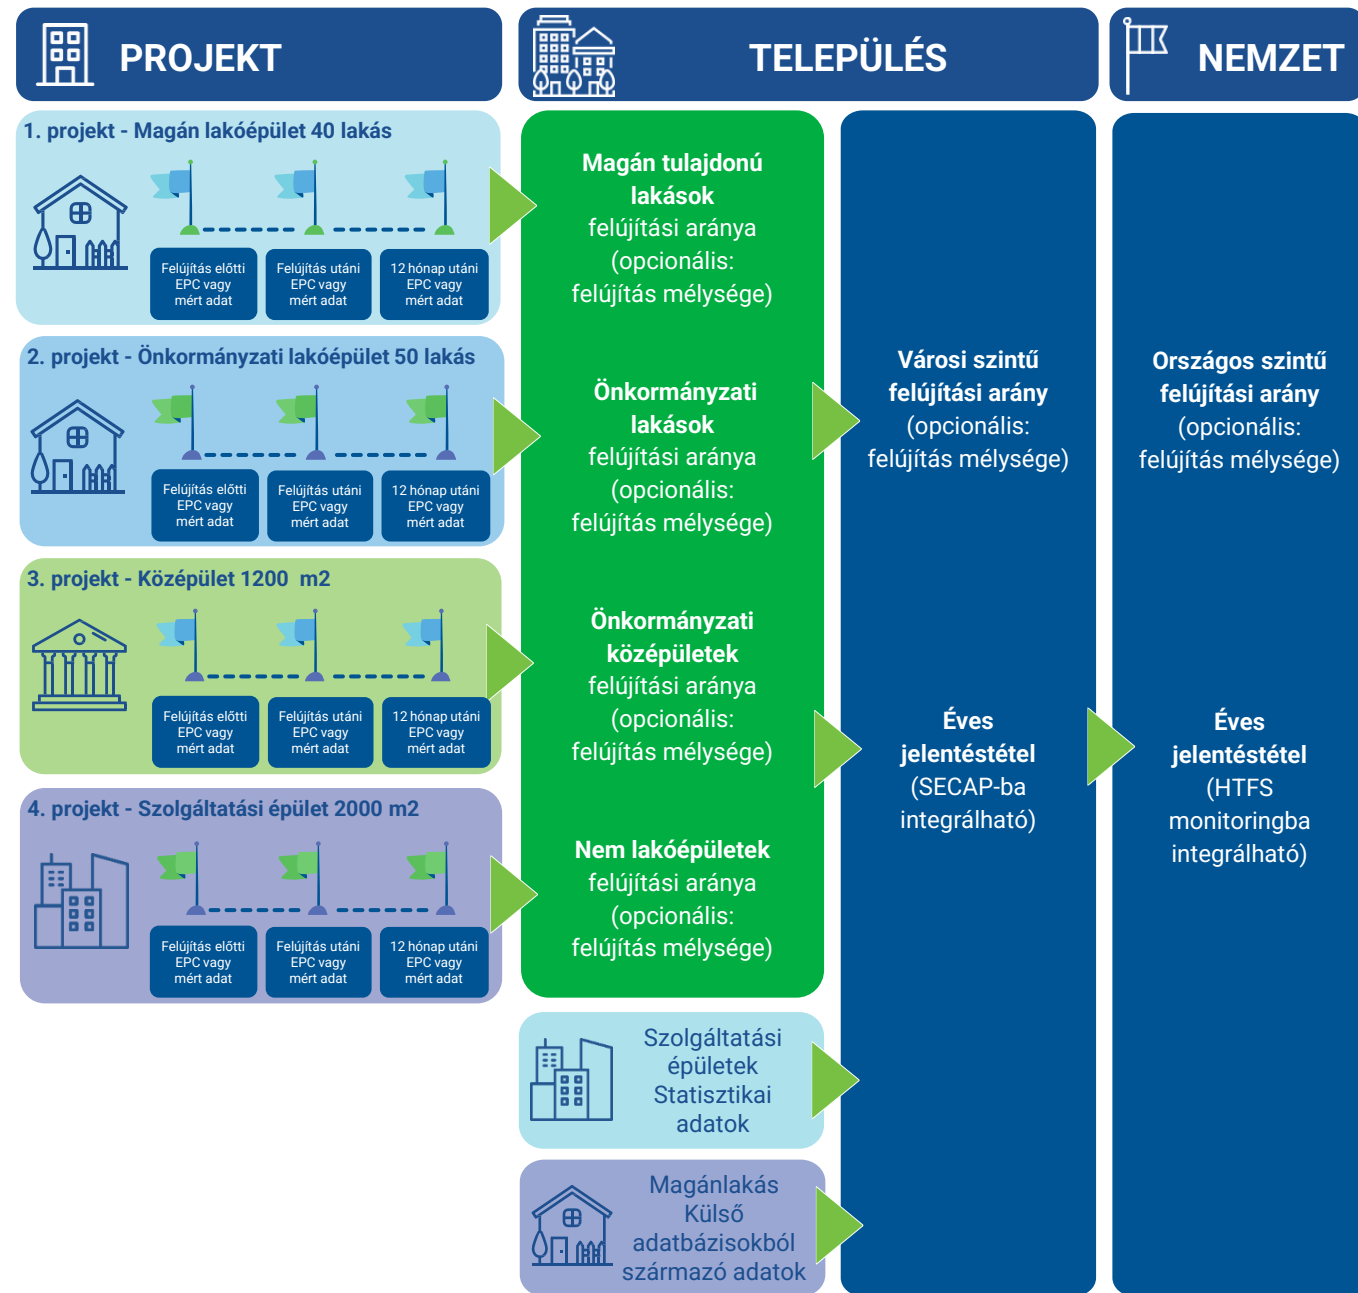 PROJEKT
TELEPÜLÉS
NEMZET
1. projekt - Magán lakóépület 40 lakás
Felújítás előtti
EPC vagy
mért adat
Felújítás utáni
EPC vagy
mért adat
12 hónap utáni
EPC vagy
mért adat
2. projekt - Önkormányzati lakóépület 50 lakás
Felújítás előtti
EPC vagy
mért adat
Felújítás utáni
EPC vagy
mért adat
12 hónap utáni
EPC vagy
mért adat
3. projekt - Középület 1200 m2
Felújítás előtti
EPC vagy
mért adat
Felújítás utáni
EPC vagy
mért adat
12 hónap utáni
EPC vagy
mért adat
4. projekt - Szolgáltatási épület 2000 m2
Felújítás előtti
EPC vagy
mért adat
Felújítás utáni
EPC vagy
mért adat
12 hónap utáni
EPC vagy
mért adat
Magán tulajdonú
lakások
felújítási aránya
(opcionális:
felújítás mélysége)
Önkormányzati
lakások
felújítási aránya
(opcionális:
felújítás mélysége)
Önkormányzati
középületek
felújítási aránya
(opcionális:
felújítás mélysége)
Nem lakóépületek
felújítási aránya
(opcionális:
felújítás mélysége)
Szolgáltatási
épületek
Statisztikai
adatok
Magánlakás
Külső
adatbázisokból
származó adatok
Városi szintű
felújítási arány
(opcionális:
felújítás mélysége)
Éves
jelentéstétel
(SECAP-ba
integrálható)
Országos szintű
felújítási arány
(opcionális:
felújítás mélysége)
Éves
jelentéstétel
(HTFS
monitoringba
integrálható)